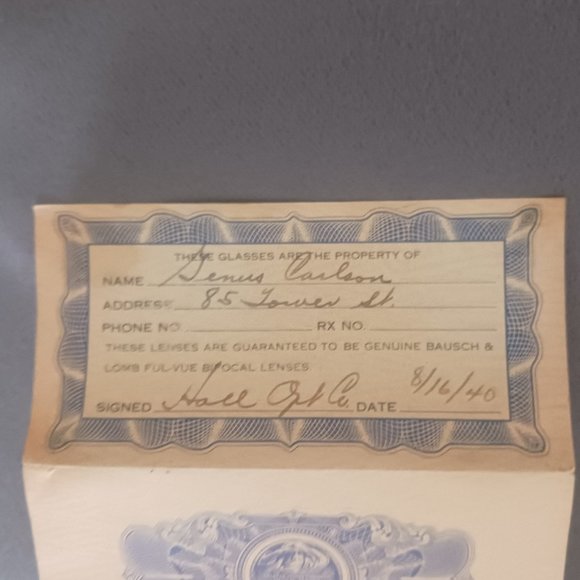 THESE GLASSES ARE THE PROPERTY OF
NAME Senus Carlson
ADDRESS 85 Tower St.
PHONE NO. RX NO.
THESE LENSES ARE GUARANTEED TO BE GENUINE BAUSCH &
LOMB FUL-VUE BIFOCAL LENSES.
SIGNED Hall Opt Co. DATE 8/16/40